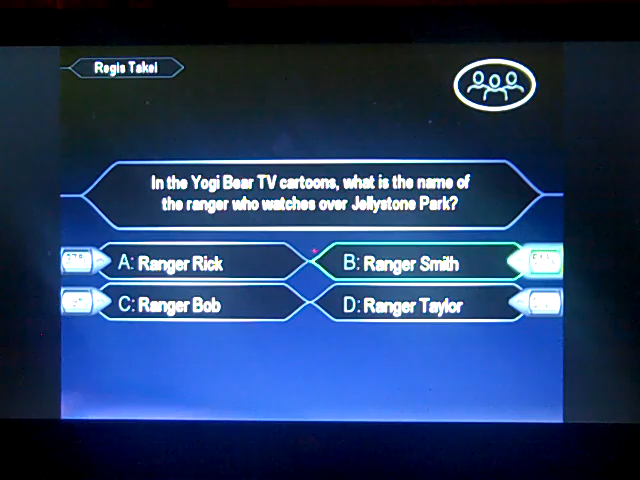 Regis Takei
In the Yogi Bear TV cartoons, what is the name of
the ranger who watches over Jellystone Park?
A: Ranger Rick
B: Ranger Smith
C: Ranger Bob
D: Ranger Taylor